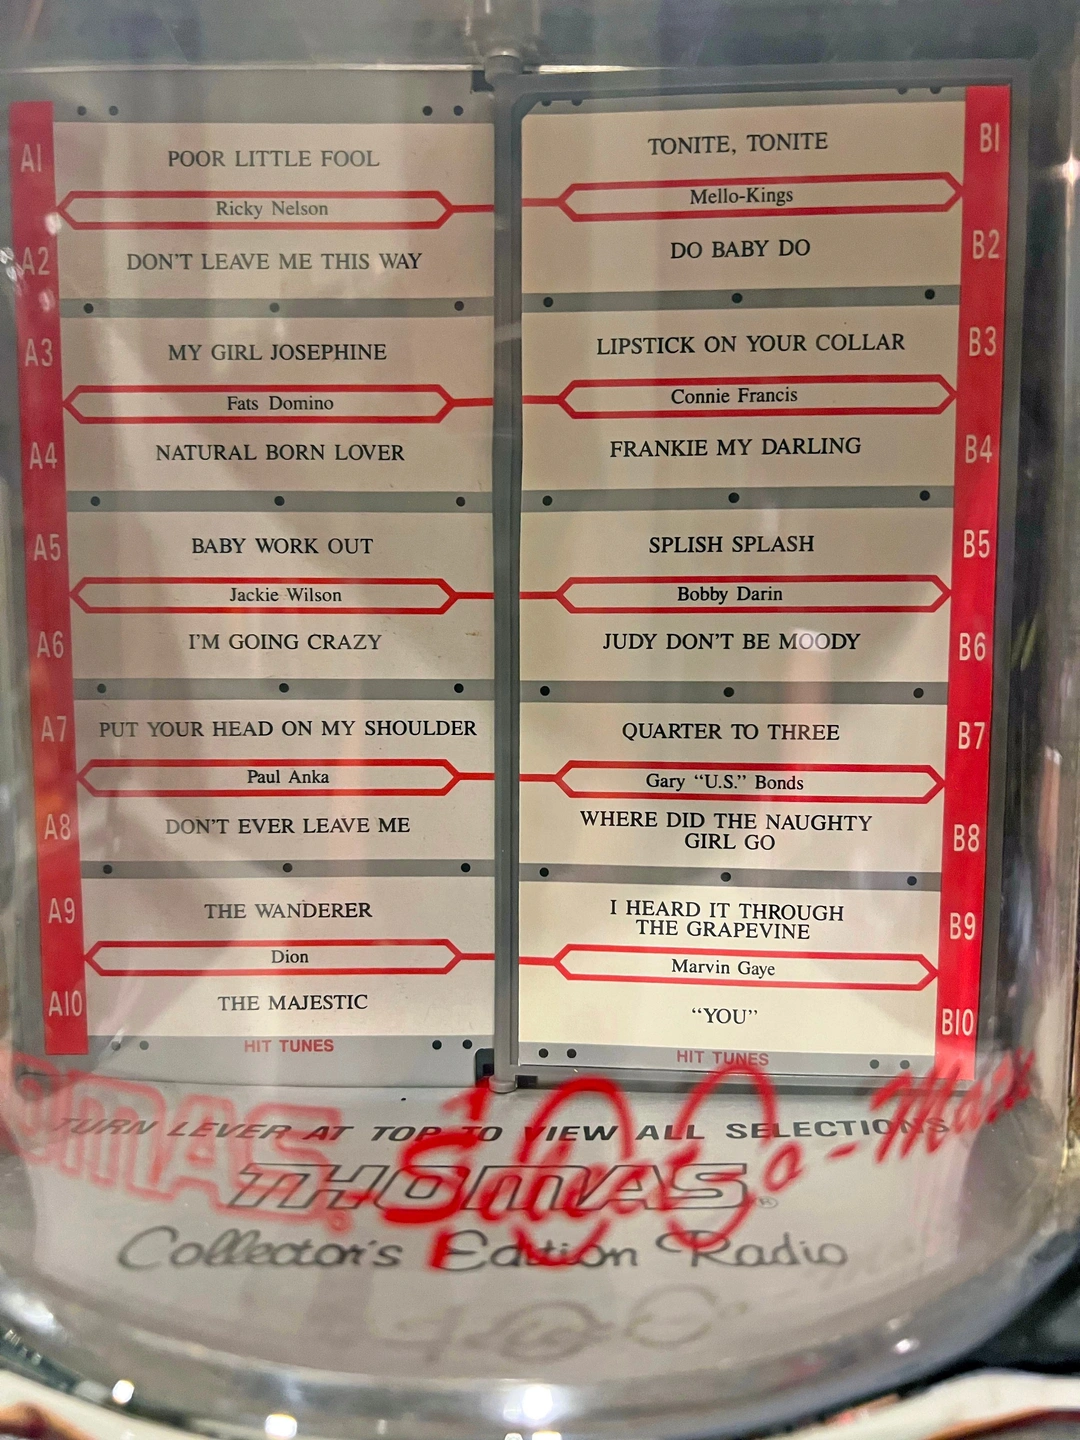 A1
POOR LITTLE FOOL
Ricky Nelson
A2
DON'T LEAVE ME THIS WAY
A3
MY GIRL JOSEPHINE
Fats Domino
A4
NATURAL BORN LOVER
A5
BABY WORK OUT
Jackie Wilson
A6
I'M GOING CRAZY
A7
PUT YOUR HEAD ON MY SHOULDER
Paul Anka
A8
DON'T EVER LEAVE ME
A9
THE WANDERER
Dion
A10
THE MAJESTIC
HIT TUNES
TONITE, TONITE
B1
Mello-Kings
DO BABY DO
B2
LIPSTICK ON YOUR COLLAR
B3
Connie Francis
FRANKIE MY DARLING
B4
SPLISH SPLASH
B5
Bobby Darin
JUDY DON'T BE MOODY
B6
QUARTER TO THREE
B7
Gary "U.S." Bonds
WHERE DID THE NAUGHTY
GIRL GO
B8
I HEARD IT THROUGH
THE GRAPEVINE
B9
Marvin Gaye
"YOU"
B10
HIT TUNES
TURN LEVER AT TOP TO VIEW ALL SELECTIONS
THOMAS®
Collector's Edition Radio
100
Select-o-Matic